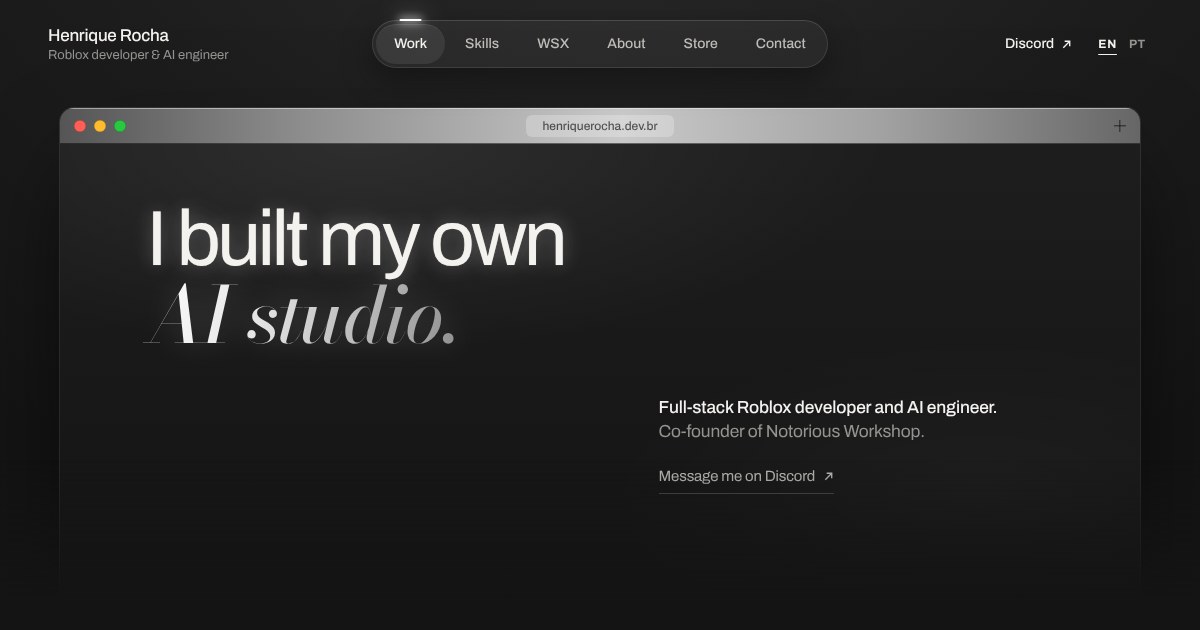 Henrique Rocha
Roblox developer & AI engineer
Work
Skills
WSX
About
Store
Contact
Discord
EN
PT
henriquerocha.dev.br
I built my own
AI studio.
Full-stack Roblox developer and AI engineer.
Co-founder of Notorious Workshop.
Message me on Discord